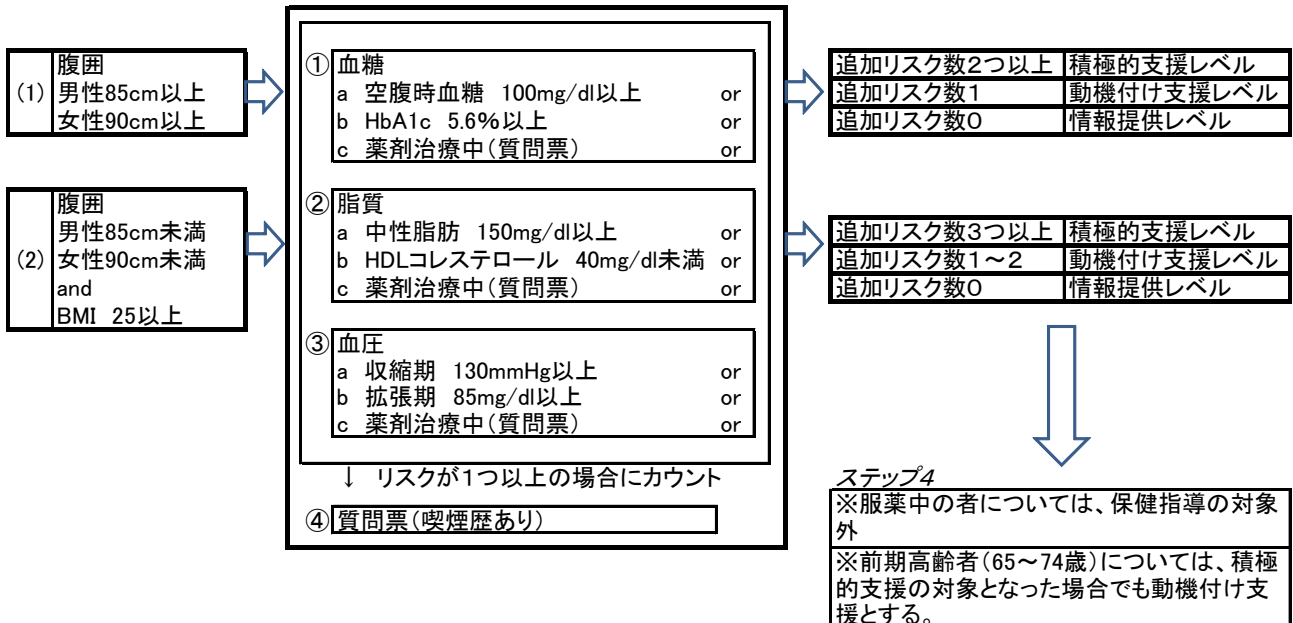 腹囲
(1) 男性85cm以上
女性90cm以上
腹囲
男性85cm未満
(2) 女性90cm未満
and
BMI 25以上
① 血糖
a 空腹時血糖 100mg/dl以上 or
b HbA1c 5.6%以上 or
c 薬剤治療中(質問票) or
② 脂質
a 中性脂肪 150mg/dl以上 or
b HDLコレステロール 40mg/dl未満 or
c 薬剤治療中(質問票) or
③ 血圧
a 収縮期 130mmHg以上 or
b 拡張期 85mg/dl以上 or
c 薬剤治療中(質問票) or
↓ リスクが1つ以上の場合にカウント
④ 質問票(喫煙歴あり)
追加リスク数2つ以上 積極的支援レベル
追加リスク数1 動機付け支援レベル
追加リスク数0 情報提供レベル
追加リスク数3つ以上 積極的支援レベル
追加リスク数1~2 動機付け支援レベル
追加リスク数0 情報提供レベル
ステップ4
※服薬中の者については、保健指導の対象
外
※前期高齢者(65~74歳)については、積極
的支援の対象となった場合でも動機付け支
援とする。